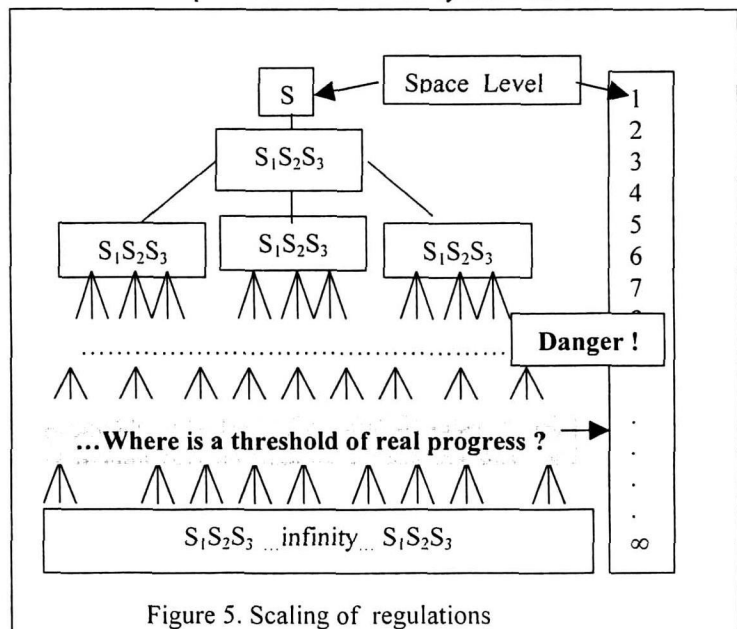 S
Space Level
1
2
3
4
5
6
7
S₁S₂S₃
S₁S₂S₃ S₁S₂S₃ S₁S₂S₃
Danger !
...Where is a threshold of real progress ?
S₁S₂S₃ ...infinity... S₁S₂S₃
∞
Figure 5. Scaling of regulations